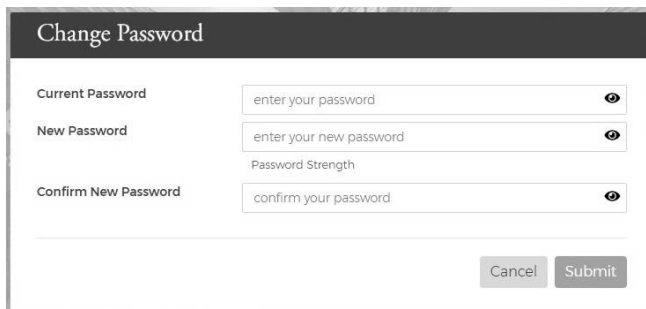 Change Password
Current Password
enter your password
New Password
enter your new password
Password Strength
Confirm New Password
confirm your password
Cancel
Submit